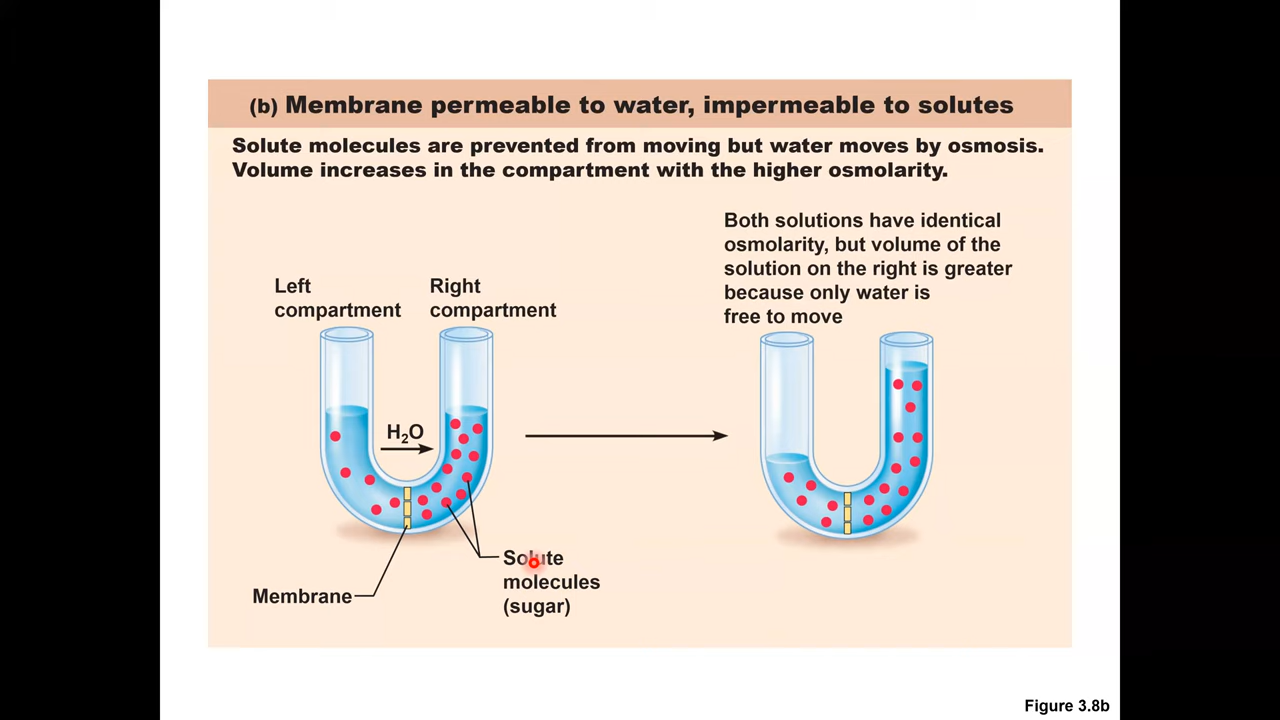 (b) Membrane permeable to water, impermeable to solutes
Solute molecules are prevented from moving but water moves by osmosis.
Volume increases in the compartment with the higher osmolarity.
Both solutions have identical
osmolarity, but volume of the
solution on the right is greater
because only water is
free to move
Left
compartment
Right
compartment
H₂O
Solute
molecules
(sugar)
Membrane
Figure 3.8b